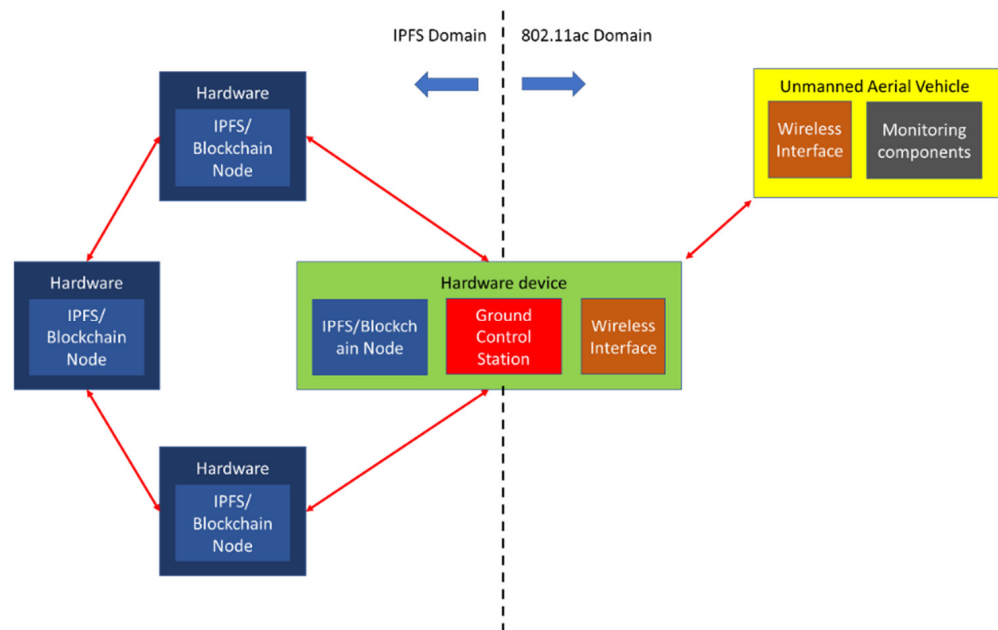 IPFS Domain
802.11ac Domain
Hardware
IPFS/
Blockchain
Node
Unmanned Aerial Vehicle
Wireless
Interface
Monitoring
components
Hardware
IPFS/
Blockchain
Node
Hardware device
IPFS/Blockch
ain Node
Ground
Control
Station
Wireless
Interface
Hardware
IPFS/
Blockchain
Node